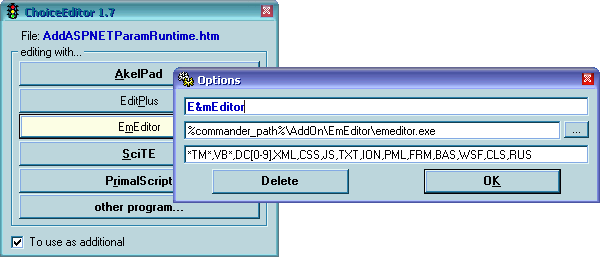 ChoiceEditor 1.7
File: AddASPNETParamRuntime.htm
editing with...
AkelPad
EditPlus
EmEditor
SciTE
PrimalScript
other program...
To use as additional
Options
E&mEditor
%commander_path%\AddOn\EmEditor\emeditor.exe
...
*TM*,VB*,DC[0-9],XML,CSS,JS,TXT,ION,PML,FRM,BAS,WSF,CLS,RUS
Delete
OK